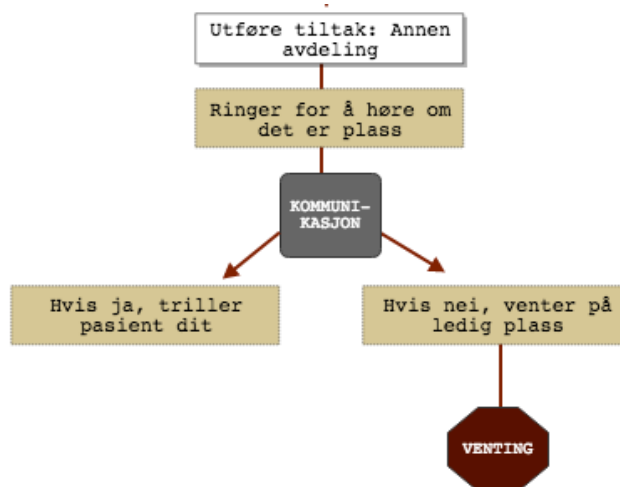 Utføre tiltak: Annen
avdeling
Ringer for å høre om
det er plass
KOMMUNI-
KASJON
Hvis ja, triller
pasient dit
Hvis nei, venter på
ledig plass
VENTING